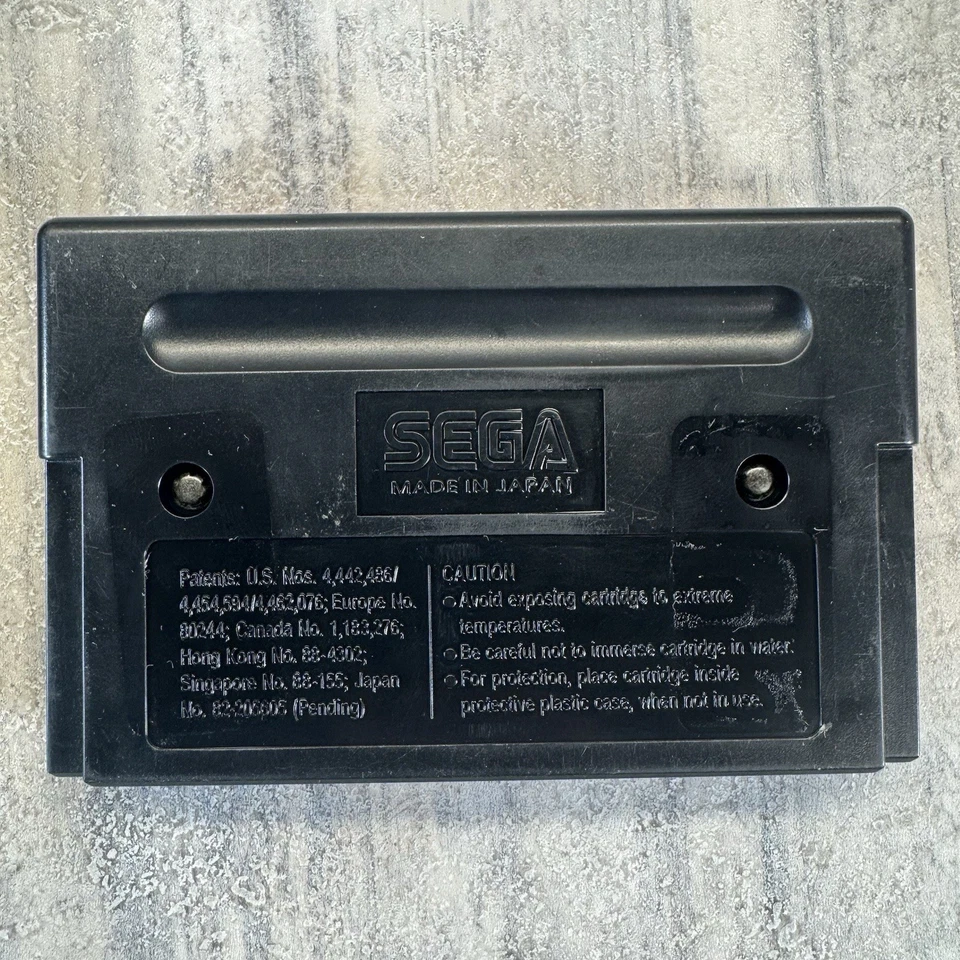 SEGA
MADE IN JAPAN
Patents: U.S. Nos. 4,442,486/
4,454,594/4,462,076; Europe No.
80244; Canada No. 1,183,276;
Hong Kong No. 88-4302;
Singapore No. 88-155; Japan
No. 82-205605 (Pending)
CAUTION
Avoid exposing cartridge to extreme
temperatures.
Be careful not to immerse cartridge in water.
For protection, place cartridge inside
protective plastic case, when not in use.